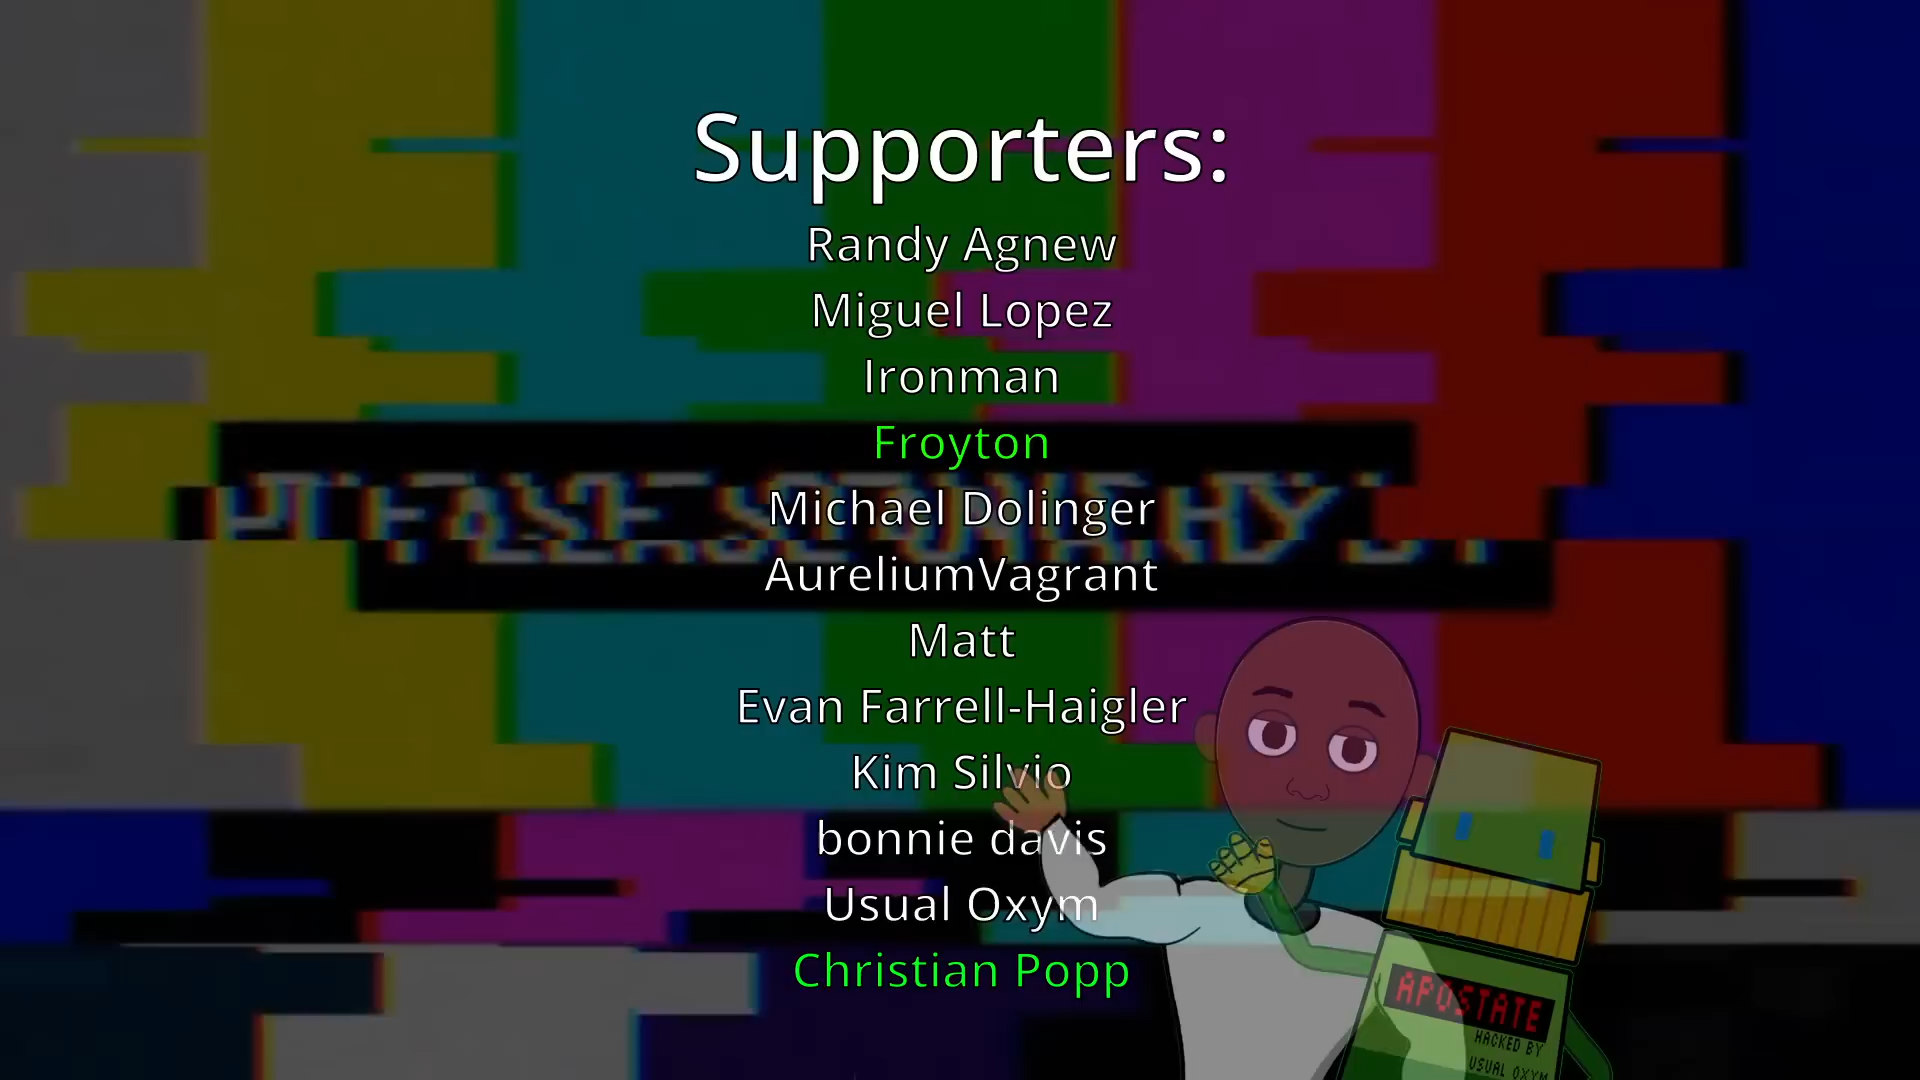 Supporters:
Randy Agnew
Miguel Lopez
Ironman
Froyton
Michael Dolinger
AureliumVagrant
Matt
Evan Farrell-Haigler
Kim Silvio
bonnie davis
Usual Oxym
Christian Popp
APOSTATE
HACKED BY
USUAL OXYM